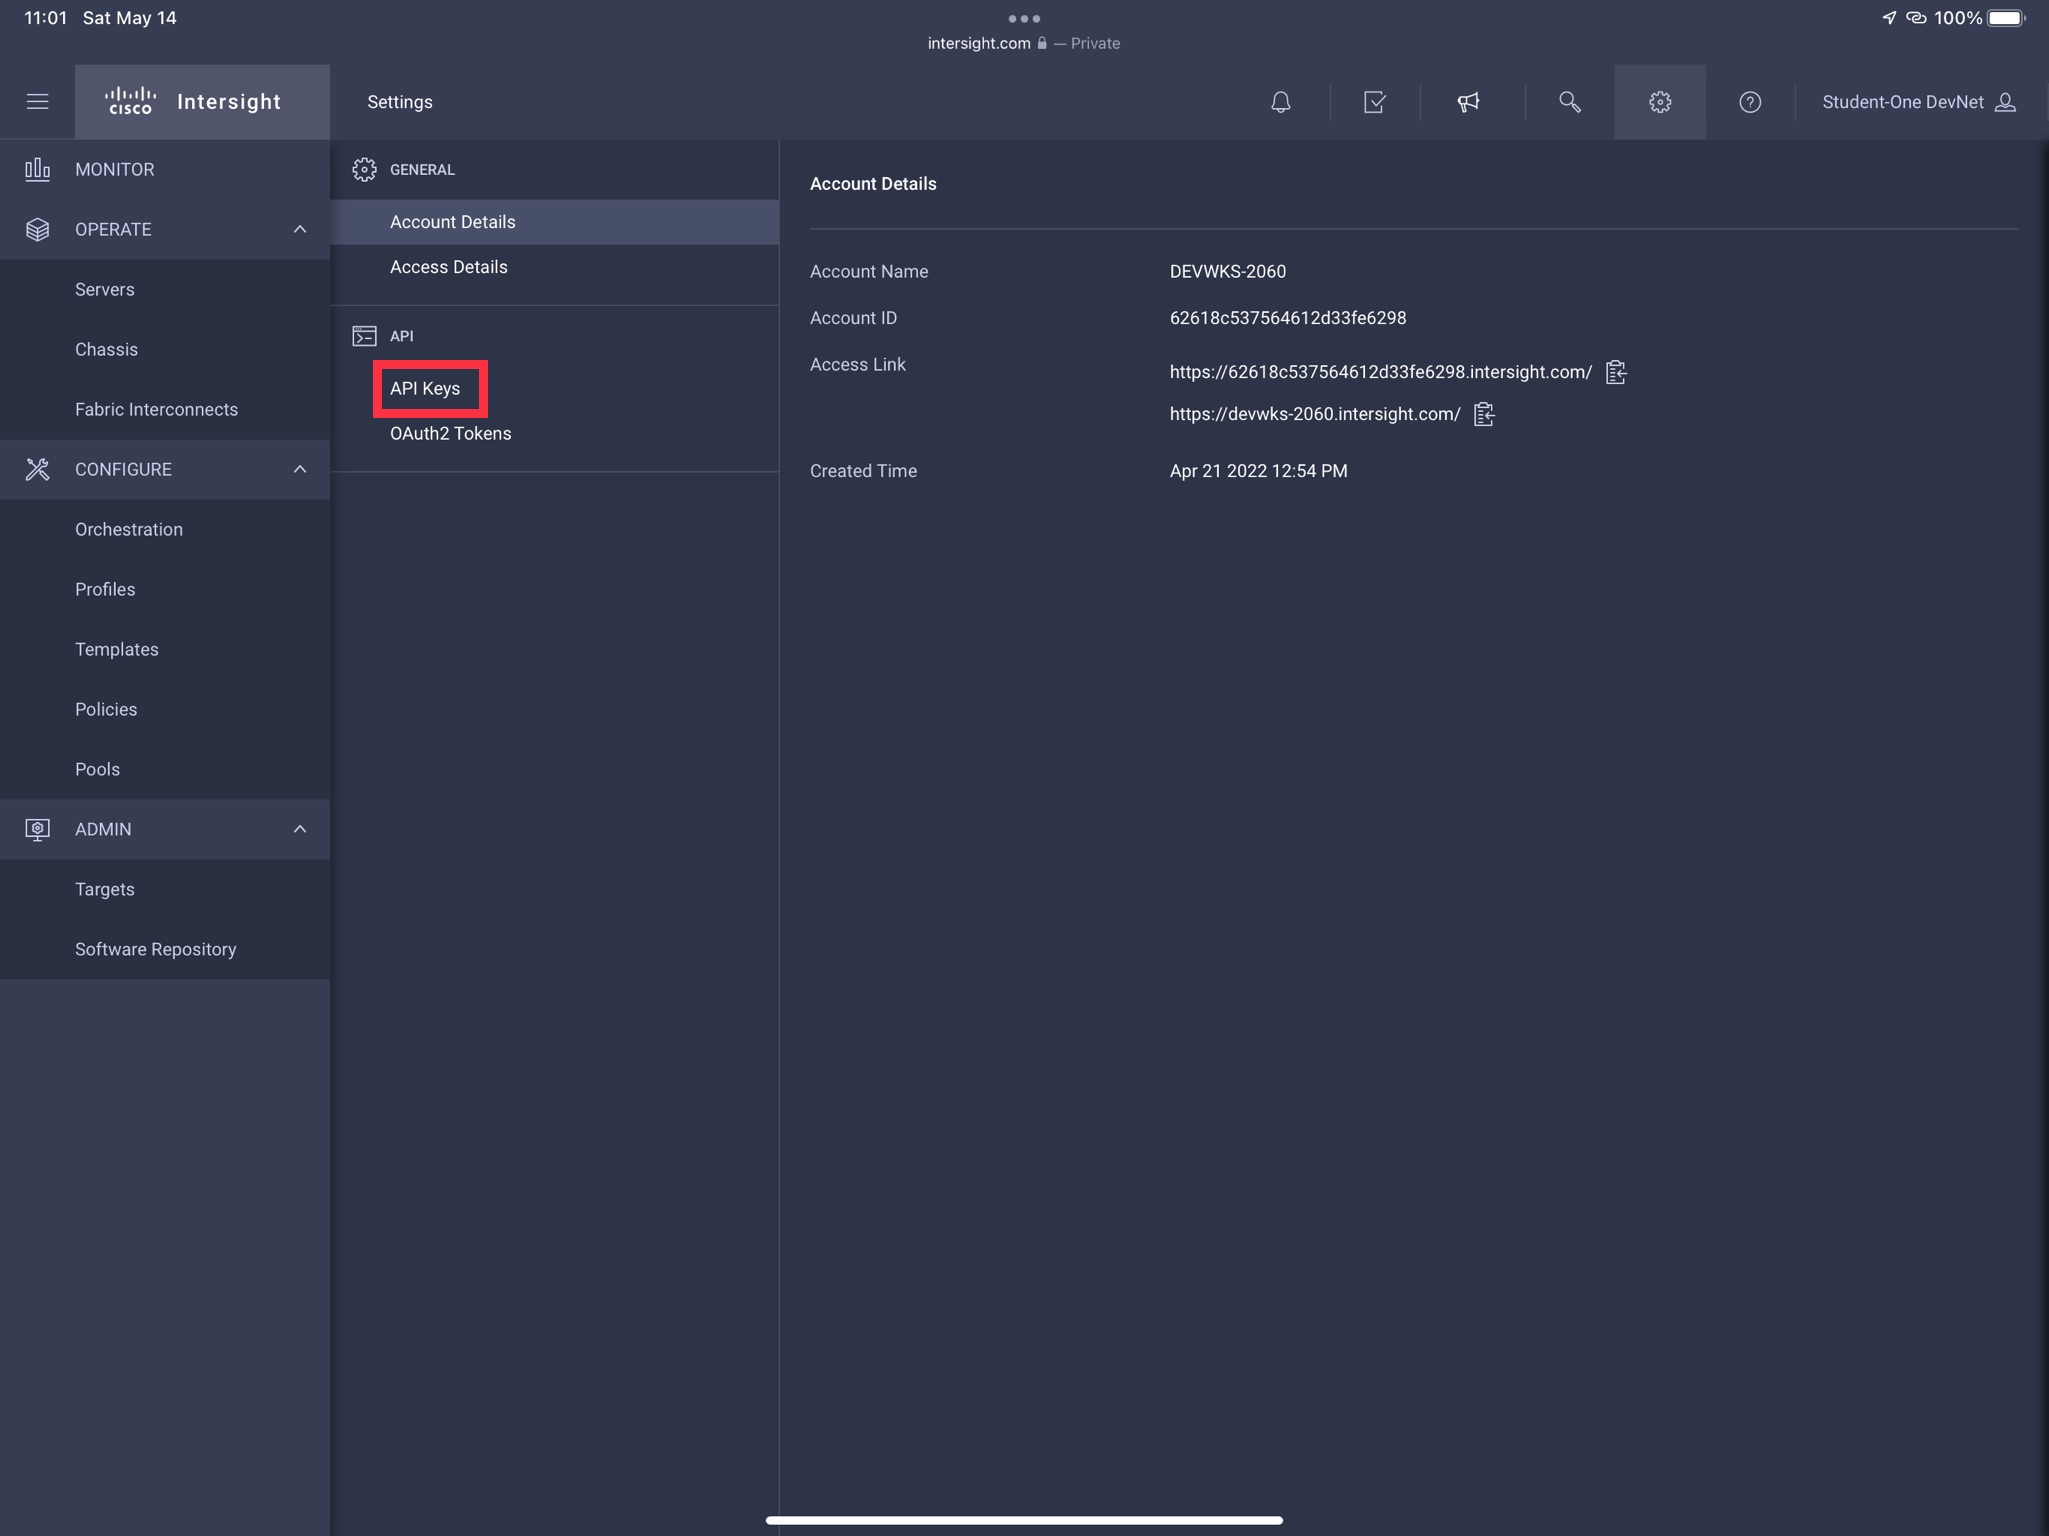 11:01 Sat May 14
100%
intersight.com — Private
CISCO Intersight
Settings
Student-One DevNet
MONITOR
OPERATE
Servers
Chassis
Fabric Interconnects
CONFIGURE
Orchestration
Profiles
Templates
Policies
Pools
ADMIN
Targets
Software Repository
GENERAL
Account Details
Access Details
API
API Keys
OAuth2 Tokens
Account Details
Account Name DEVWKS-2060
Account ID 62618c537564612d33fe6298
Access Link https://62618c537564612d33fe6298.intersight.com/
https://devwks-2060.intersight.com/
Created Time Apr 21 2022 12:54 PM